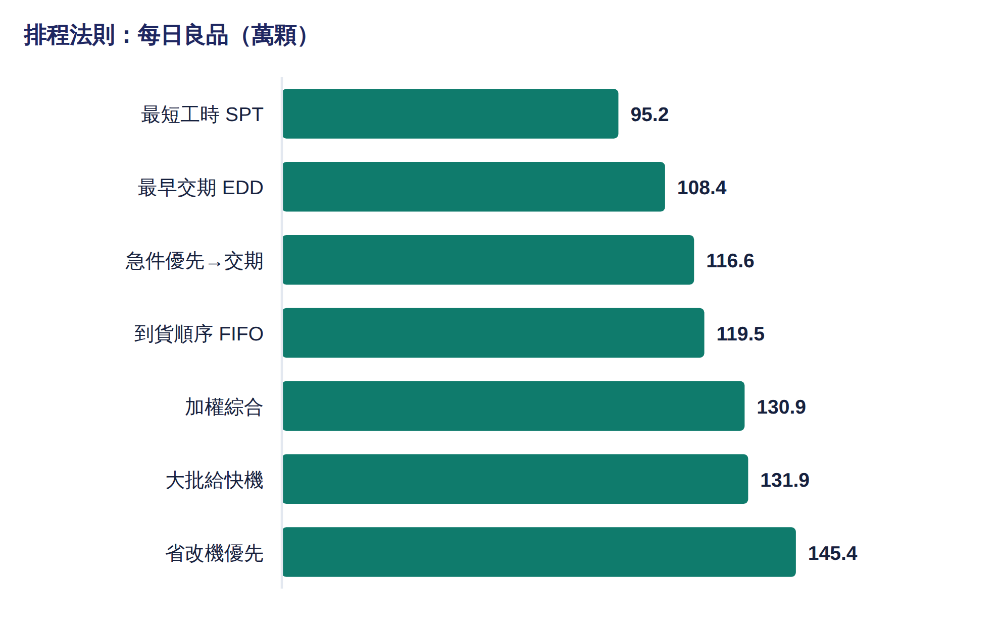 排程法則：每日良品（萬顆）
最短工時 SPT 95.2
最早交期 EDD 108.4
急件優先→交期 116.6
到貨順序 FIFO 119.5
加權綜合 130.9
大批給快機 131.9
省改機優先 145.4